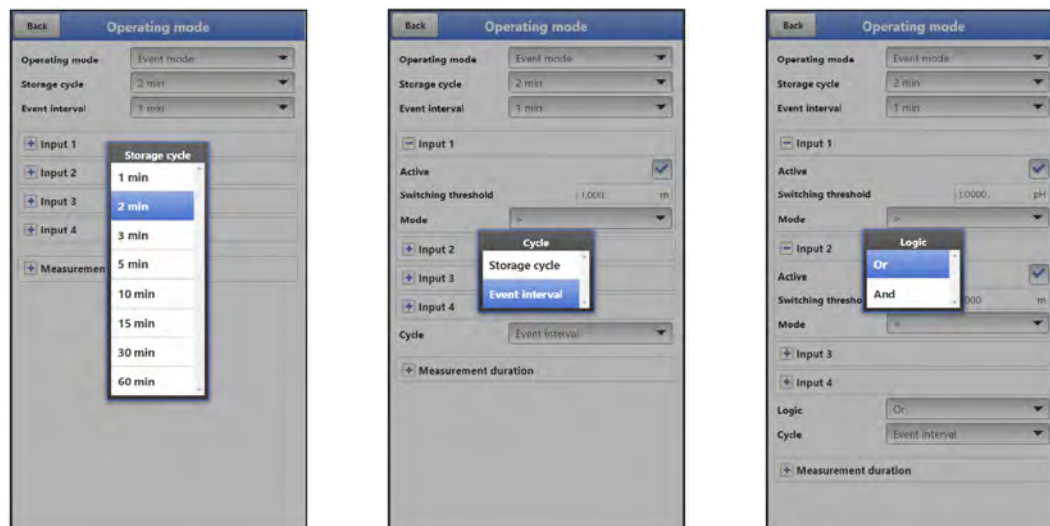 Back Operating mode
Operating mode Event mode
Storage cycle 2 min
Event interval 1 min
+ Input 1
+ Input 2
+ Input 3
+ Input 4
+ Measuremen
Storage cycle
1 min
2 min
3 min
5 min
10 min
15 min
30 min
60 min
Back Operating mode
Operating mode Event mode
Storage cycle 2 min
Event interval 1 min
- Input 1
Active
Switching threshold 1,000 m
Mode >
+ Input 2
+ Input 3
+ Input 4
Cycle
Storage cycle
Event interval
Cycle Event interval
+ Measurement duration
Back Operating mode
Operating mode Event mode
Storage cycle 2 min
Event interval 1 min
- Input 1
Active
Switching threshold 1.0000 pH
Mode >
- Input 2
Active
Switching thresho 000 m
Mode
Logic
Or
And
+ Input 3
+ Input 4
Logic Or
Cycle Event interval
+ Measurement duration